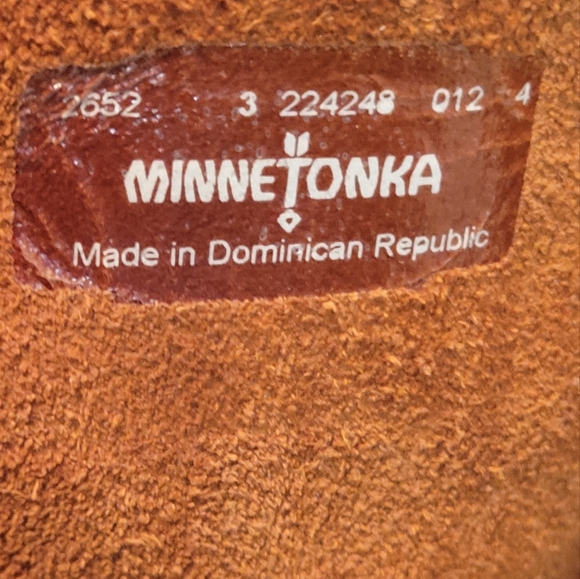 2652 3 224248 012 4
MINNETONKA
Made in Dominican Republic